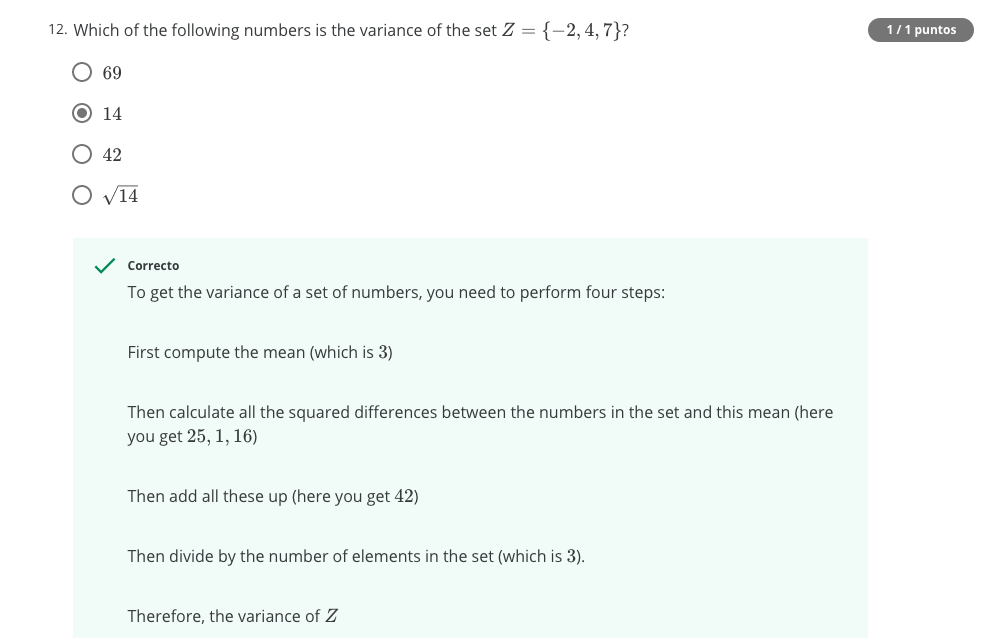 12. Which of the following numbers is the variance of the set Z = {−2, 4, 7}?
1 / 1 puntos
69
14
42
√14
Correcto
To get the variance of a set of numbers, you need to perform four steps:
First compute the mean (which is 3)
Then calculate all the squared differences between the numbers in the set and this mean (here
you get 25, 1, 16)
Then add all these up (here you get 42)
Then divide by the number of elements in the set (which is 3).
Therefore, the variance of Z